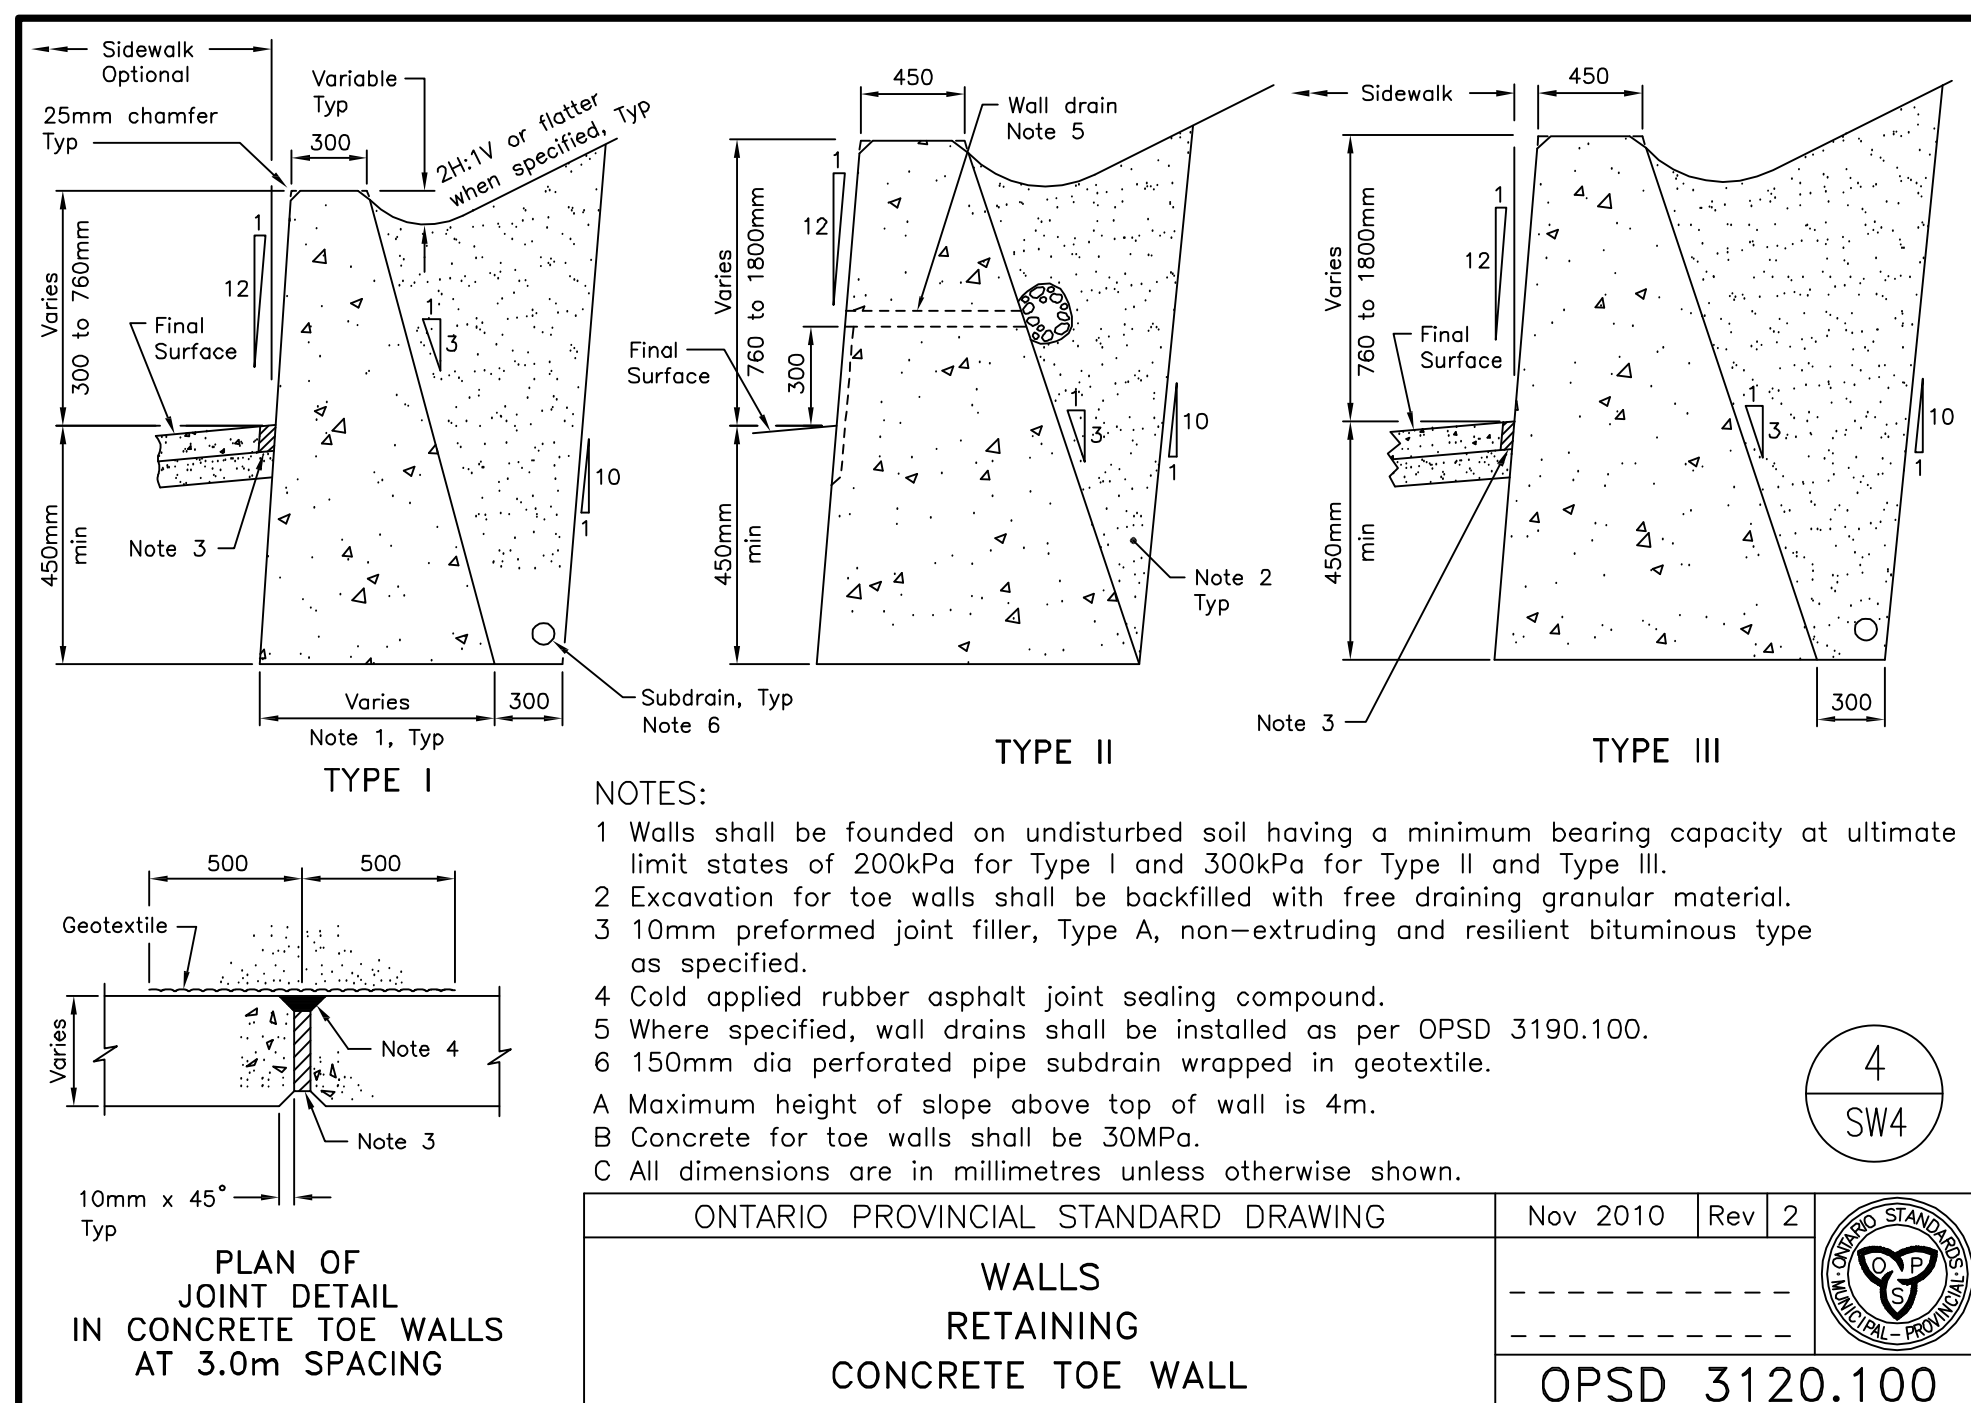 Sidewalk
Optional
25mm chamfer
Typ
Variable
Typ
300
2H:1V or flatter
when specified, Typ
Varies
300 to 760mm
1
12
1
3
Final
Surface
10
1
450mm
min
Note 3
Varies
300
Note 1, Typ
Subdrain, Typ
Note 6
TYPE I
450
Wall drain
Note 5
1
12
Varies
760 to 1800mm
300
Final
Surface
1
3
10
1
450mm
min
Note 2
Typ
TYPE II
Sidewalk
450
1
12
Varies
760 to 1800mm
Final
Surface
1
3
10
1
450mm
min
300
Note 3
TYPE III
500
500
Geotextile
Varies
Note 4
Note 3
10mm x 45°
Typ
PLAN OF
JOINT DETAIL
IN CONCRETE TOE WALLS
AT 3.0m SPACING
NOTES:
1 Walls shall be founded on undisturbed soil having a minimum bearing capacity at ultimate
limit states of 200kPa for Type I and 300kPa for Type II and Type III.
2 Excavation for toe walls shall be backfilled with free draining granular material.
3 10mm preformed joint filler, Type A, non-extruding and resilient bituminous type
as specified.
4 Cold applied rubber asphalt joint sealing compound.
5 Where specified, wall drains shall be installed as per OPSD 3190.100.
6 150mm dia perforated pipe subdrain wrapped in geotextile.
A Maximum height of slope above top of wall is 4m.
B Concrete for toe walls shall be 30MPa.
C All dimensions are in millimetres unless otherwise shown.
4
SW4
ONTARIO PROVINCIAL STANDARD DRAWING
Nov 2010
Rev
2
WALLS
RETAINING
CONCRETE TOE WALL
ONTARIO STANDARDS
MUNICIPAL-PROVINCIAL
O P
S
OPSD 3120.100